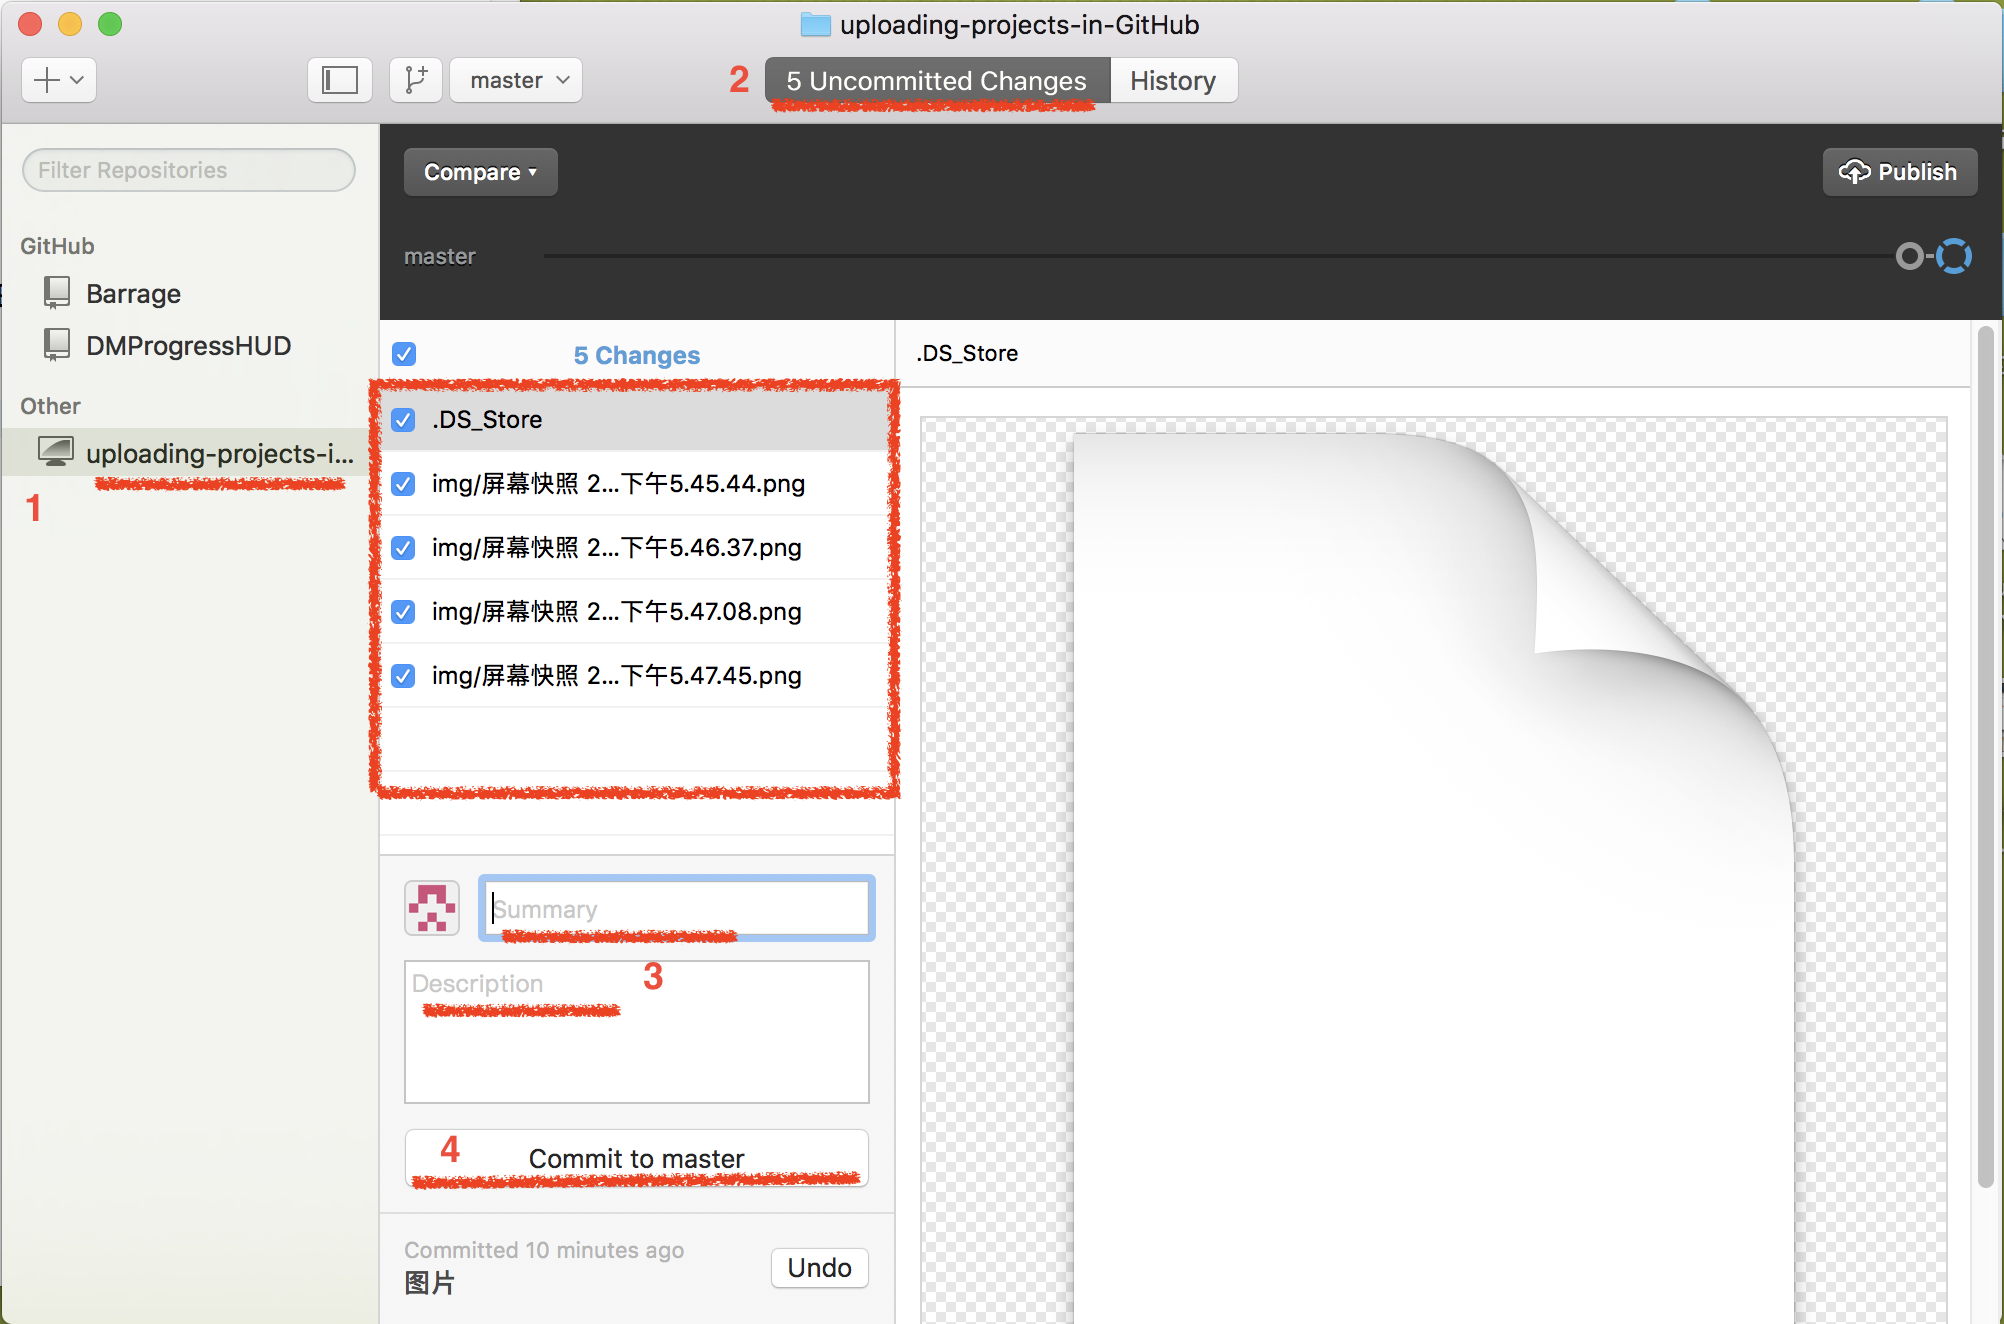 uploading-projects-in-GitHub
master
2
5 Uncommitted Changes
History
Filter Repositories
GitHub
Barrage
DMProgressHUD
Other
uploading-projects-i...
1
Compare
Publish
master
5 Changes
.DS_Store
img/屏幕快照 2...下午5.45.44.png
img/屏幕快照 2...下午5.46.37.png
img/屏幕快照 2...下午5.47.08.png
img/屏幕快照 2...下午5.47.45.png
Summary
Description
3
4
Commit to master
Committed 10 minutes ago
图片
Undo
.DS_Store